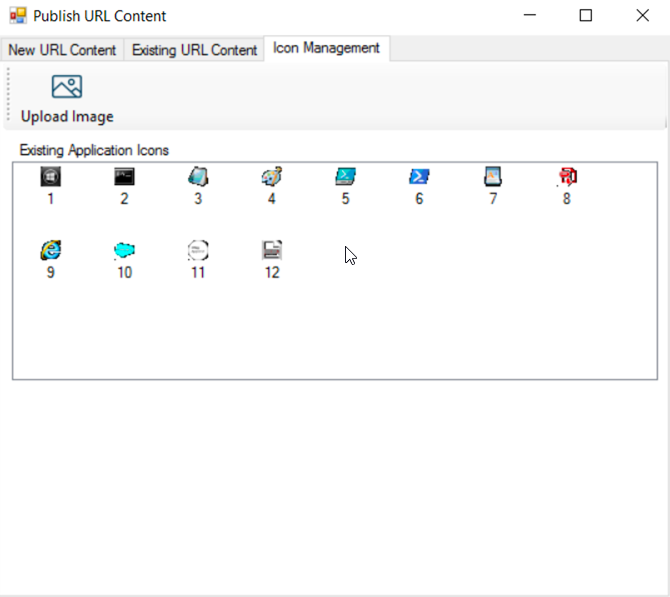 Publish URL Content
New URL Content Existing URL Content Icon Management
Upload Image
Existing Application Icons
1 2 3 4 5 6 7 8
9 10 11 12